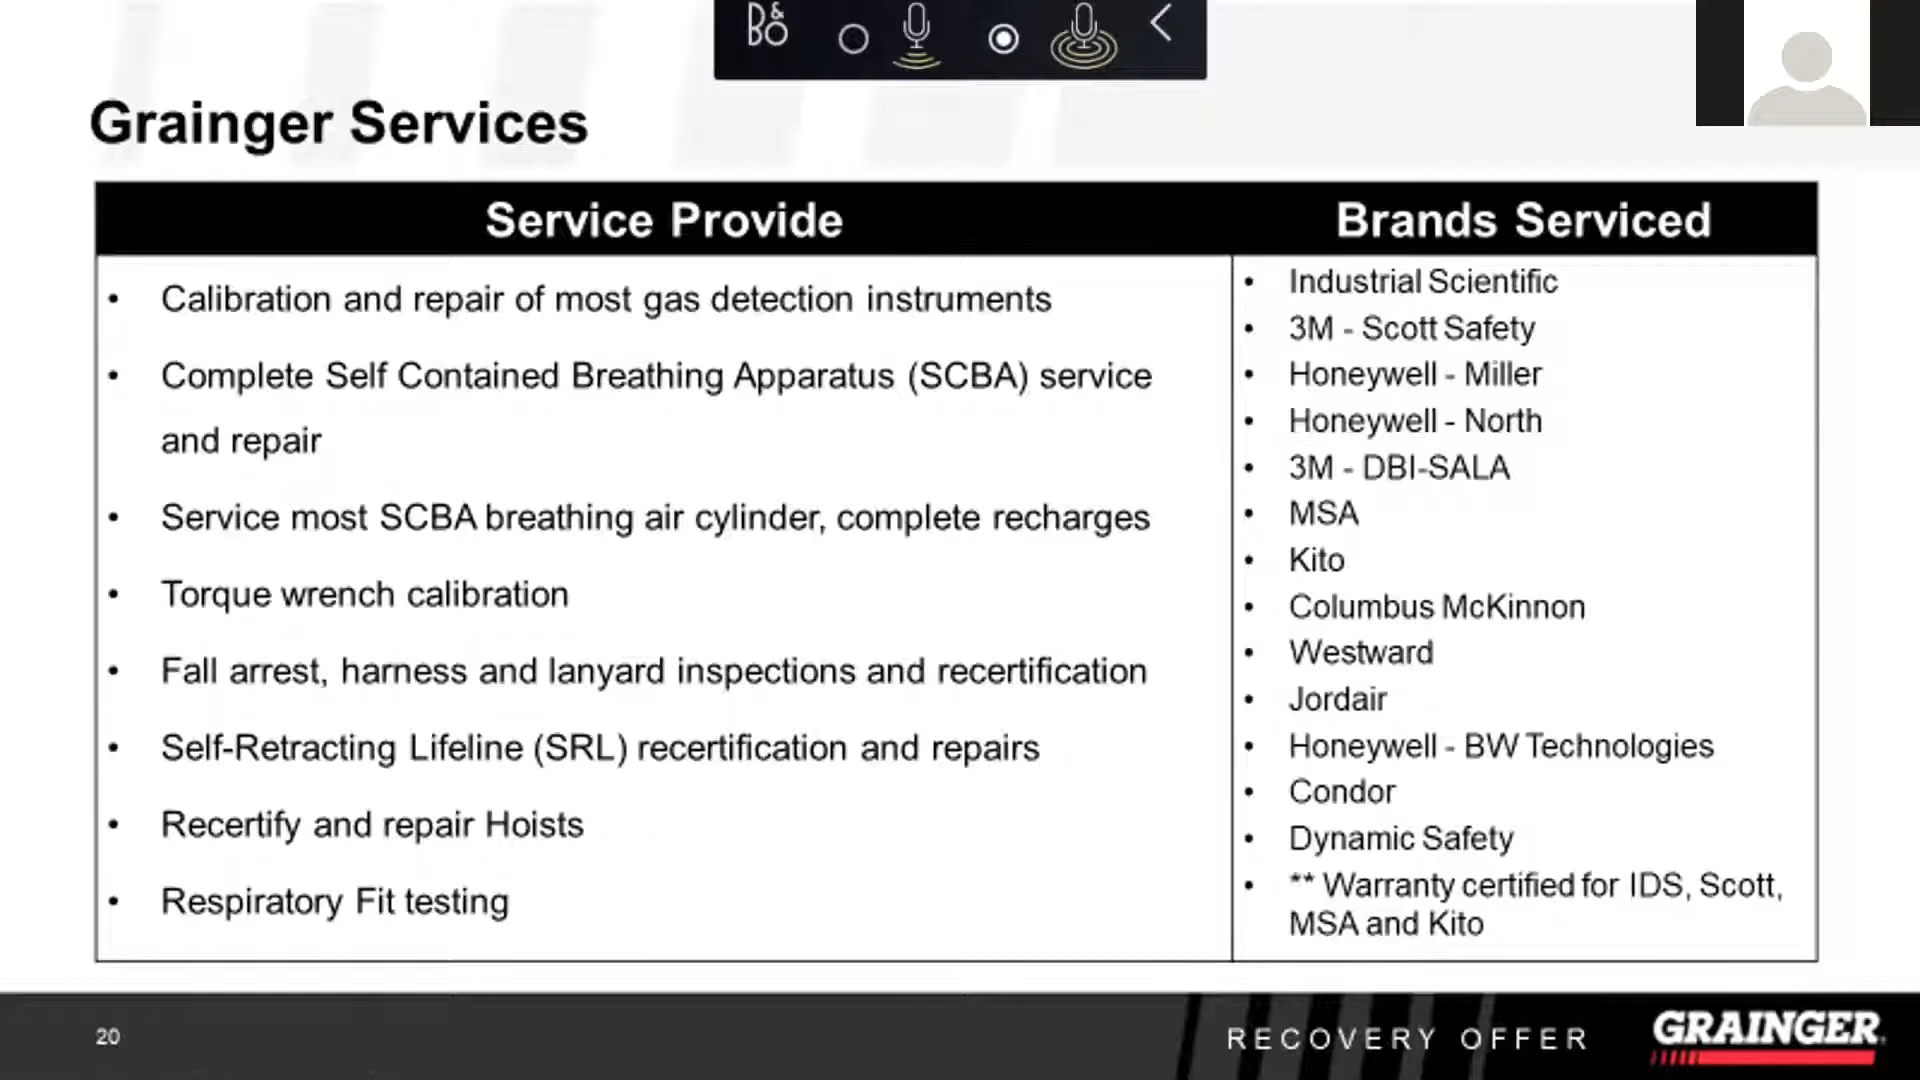 B&O
Grainger Services
Service Provide
Brands Serviced
• Calibration and repair of most gas detection instruments
• Complete Self Contained Breathing Apparatus (SCBA) service
and repair
• Service most SCBA breathing air cylinder, complete recharges
• Torque wrench calibration
• Fall arrest, harness and lanyard inspections and recertification
• Self-Retracting Lifeline (SRL) recertification and repairs
• Recertify and repair Hoists
• Respiratory Fit testing
• Industrial Scientific
• 3M - Scott Safety
• Honeywell - Miller
• Honeywell - North
• 3M - DBI-SALA
• MSA
• Kito
• Columbus McKinnon
• Westward
• Jordair
• Honeywell - BW Technologies
• Condor
• Dynamic Safety
• ** Warranty certified for IDS, Scott,
MSA and Kito
20
RECOVERY OFFER
GRAINGER